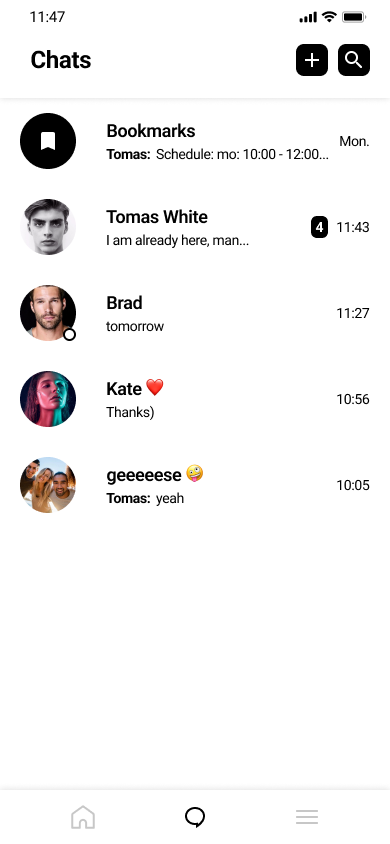 11:47
Chats
Bookmarks
Tomas: Schedule: mo: 10:00 - 12:00... Mon.
Tomas White
I am already here, man... 4 11:43
Brad
tomorrow 11:27
Kate ❤️
Thanks) 10:56
geeeeese 🤪
Tomas: yeah 10:05